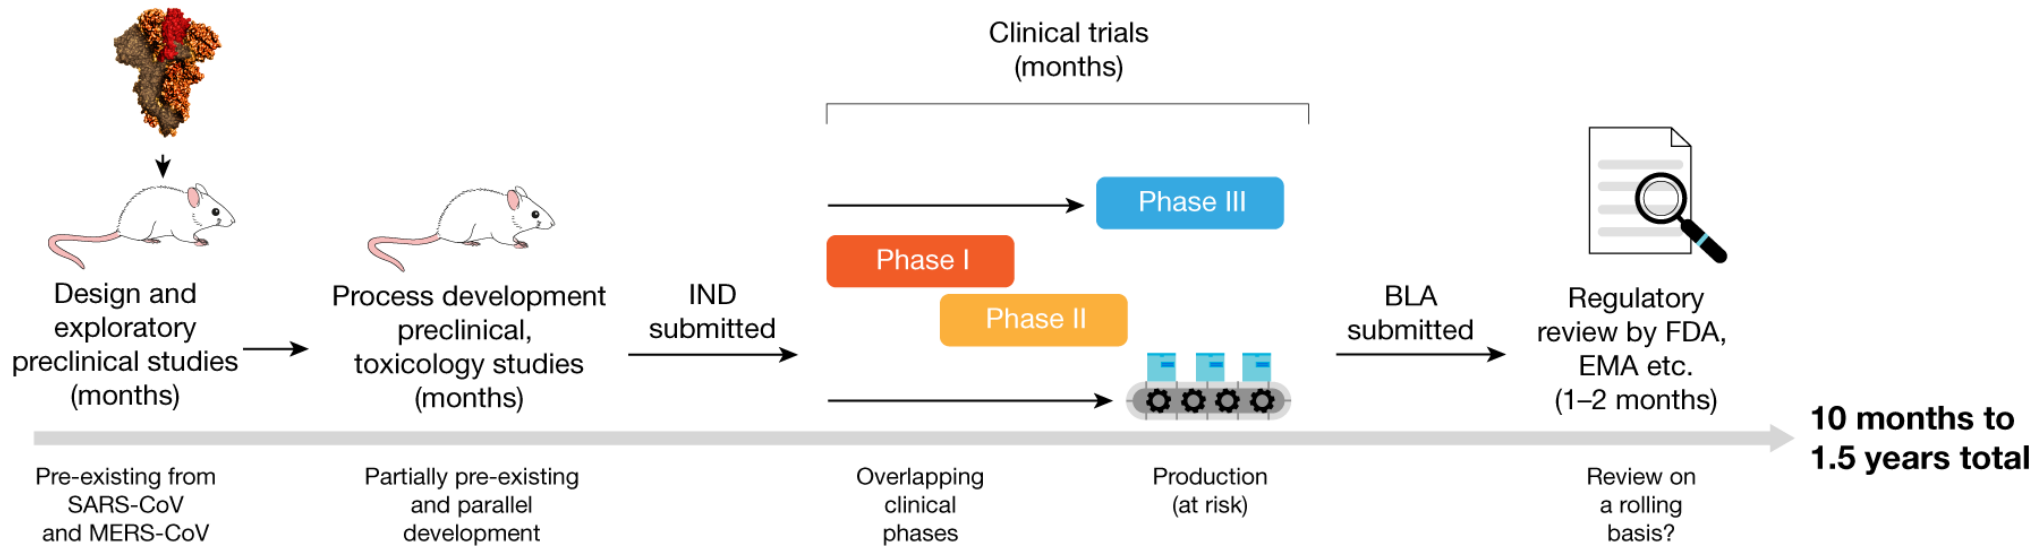 Clinical trials
(months)
Phase III
Phase I
Phase II
Design and
exploratory
preclinical studies
(months)
Process development
preclinical,
toxicology studies
(months)
IND
submitted
BLA
submitted
Regulatory
review by FDA,
EMA etc.
(1–2 months)
10 months to
1.5 years total
Pre-existing from
SARS-CoV
and MERS-CoV
Partially pre-existing
and parallel
development
Overlapping
clinical
phases
Production
(at risk)
Review on
a rolling
basis?